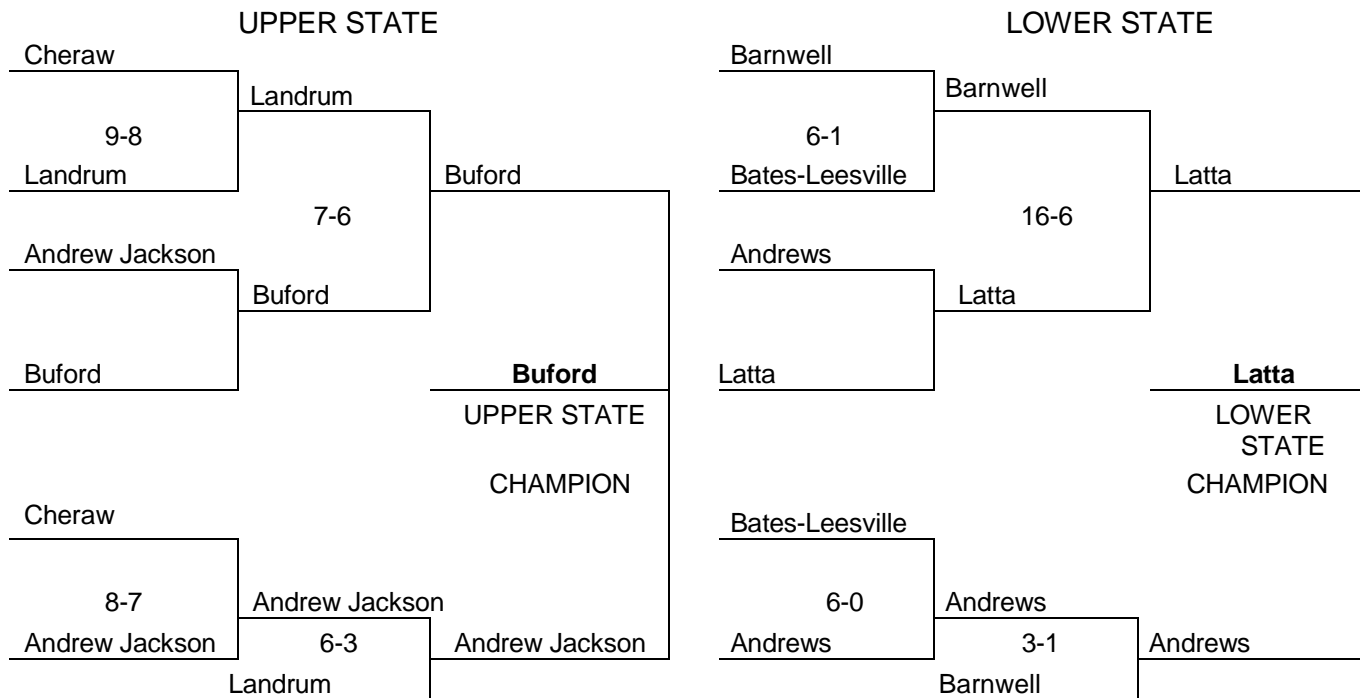 UPPER STATE LOWER STATE
Cheraw Barnwell
Landrum Barnwell
9-8 6-1
Landrum Buford Bates-Leesville Latta
7-6 16-6
Andrew Jackson Andrews
Buford Latta
Buford Buford Latta Latta
UPPER STATE LOWER
STATE
CHAMPION CHAMPION
Cheraw Bates-Leesville
8-7 Andrew Jackson 6-0 Andrews
Andrew Jackson 6-3 Andrew Jackson Andrews 3-1 Andrews
Landrum Barnwell